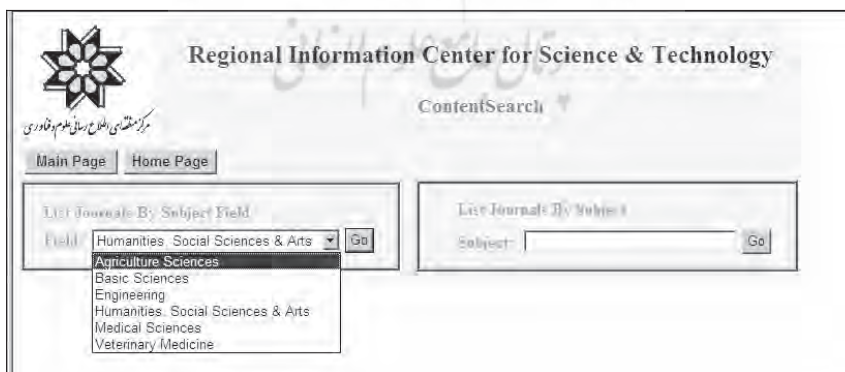 Regional Information Center for Science & Technology
ContentSearch
مرکز منطقه‌ای اطلاع رسانی علوم و فناوری
Main Page Home Page
List Journals By Subject Field
Field: Humanities, Social Sciences & Arts Go
Agriculture Sciences
Basic Sciences
Engineering
Humanities, Social Sciences & Arts
Medical Sciences
Veterinary Medicine
List Journals By Subject
Subject: Go